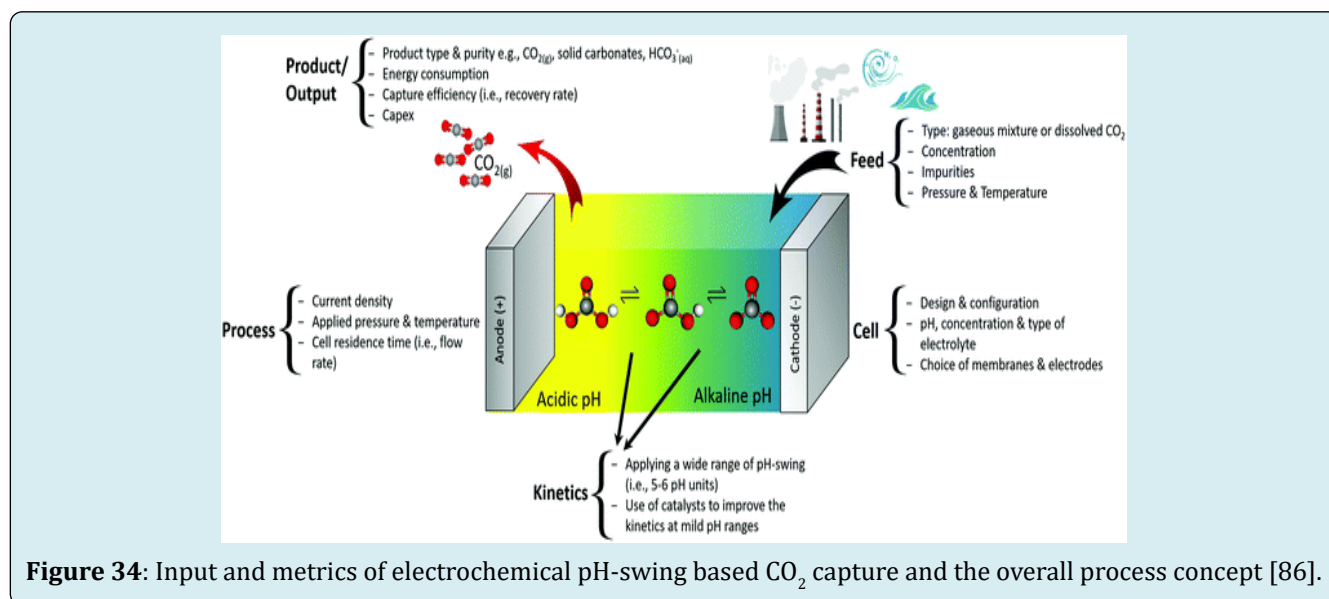 Product/
Output
– Product type & purity e.g., CO2(g), solid carbonates, HCO3-(aq)
– Energy consumption
– Capture efficiency (i.e., recovery rate)
– Capex
CO2(g)
Feed
– Type: gaseous mixture or dissolved CO2
– Concentration
– Impurities
– Pressure & Temperature
Process
– Current density
– Applied pressure & temperature
– Cell residence time (i.e., flow
rate)
Anode (+)
Cathode (-)
Acidic pH
Alkaline pH
Cell
– Design & configuration
– pH, concentration & type of
electrolyte
– Choice of membranes & electrodes
Kinetics
– Applying a wide range of pH-swing
(i.e., 5-6 pH units)
– Use of catalysts to improve the
kinetics at mild pH ranges
Figure 34: Input and metrics of electrochemical pH-swing based CO2 capture and the overall process concept [86].